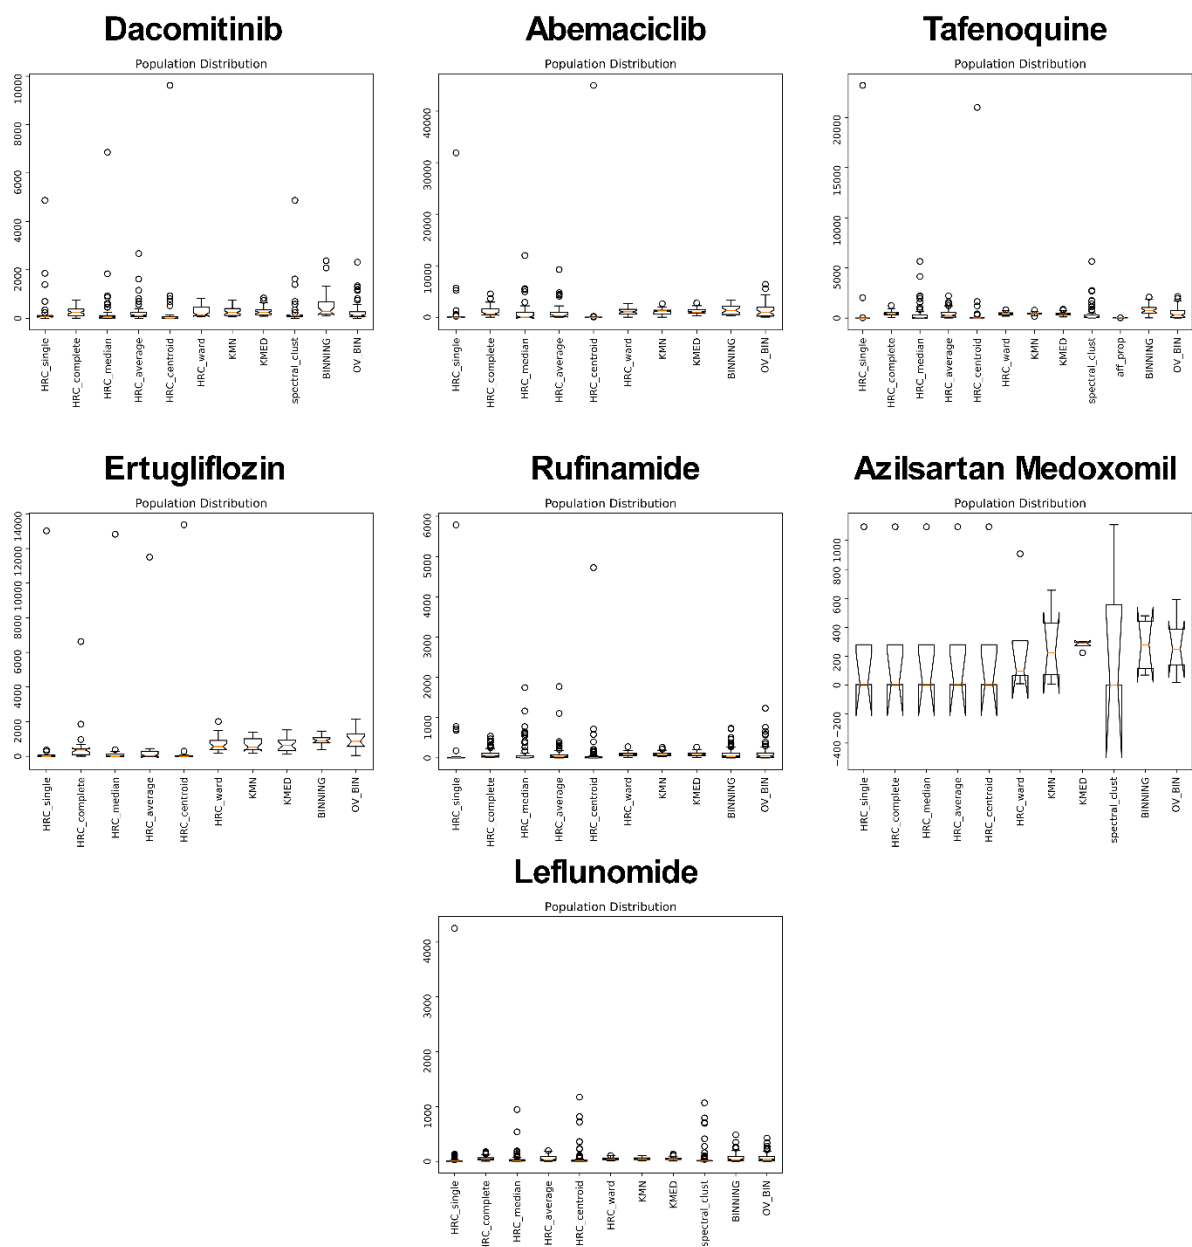 Dacomitinib
Population Distribution
10000
8000
6000
4000
2000
0
HRC_single
HRC_complete
HRC_median
HRC_average
HRC_centroid
HRC_ward
KMN
KMED
spectral_clust
BINNING
OV_BIN
Abemaciclib
Population Distribution
40000
30000
20000
10000
0
HRC_single
HRC_complete
HRC_median
HRC_average
HRC_centroid
HRC_ward
KMN
KMED
BINNING
OV_BIN
Tafenoquine
Population Distribution
20000
15000
10000
5000
0
HRC_single
HRC_complete
HRC_median
HRC_average
HRC_centroid
HRC_ward
KMN
KMED
spectral_clust
aff_prop
BINNING
OV_BIN
Ertugliflozin
Population Distribution
14000
12000
10000
8000
6000
4000
2000
0
HRC_single
HRC_complete
HRC_median
HRC_average
HRC_centroid
HRC_ward
KMN
KMED
BINNING
OV_BIN
Rufinamide
Population Distribution
6000
5000
4000
3000
2000
1000
0
HRC_single
HRC_complete
HRC_median
HRC_average
HRC_centroid
HRC_ward
KMN
KMED
BINNING
OV_BIN
Azilsartan Medoxomil
Population Distribution
1000
800
600
400
200
0
−200
−400
HRC_single
HRC_complete
HRC_median
HRC_average
HRC_centroid
HRC_ward
KMN
KMED
spectral_clust
BINNING
OV_BIN
Leflunomide
Population Distribution
4000
3000
2000
1000
0
HRC_single
HRC_complete
HRC_median
HRC_average
HRC_centroid
HRC_ward
KMN
KMED
spectral_clust
BINNING
OV_BIN